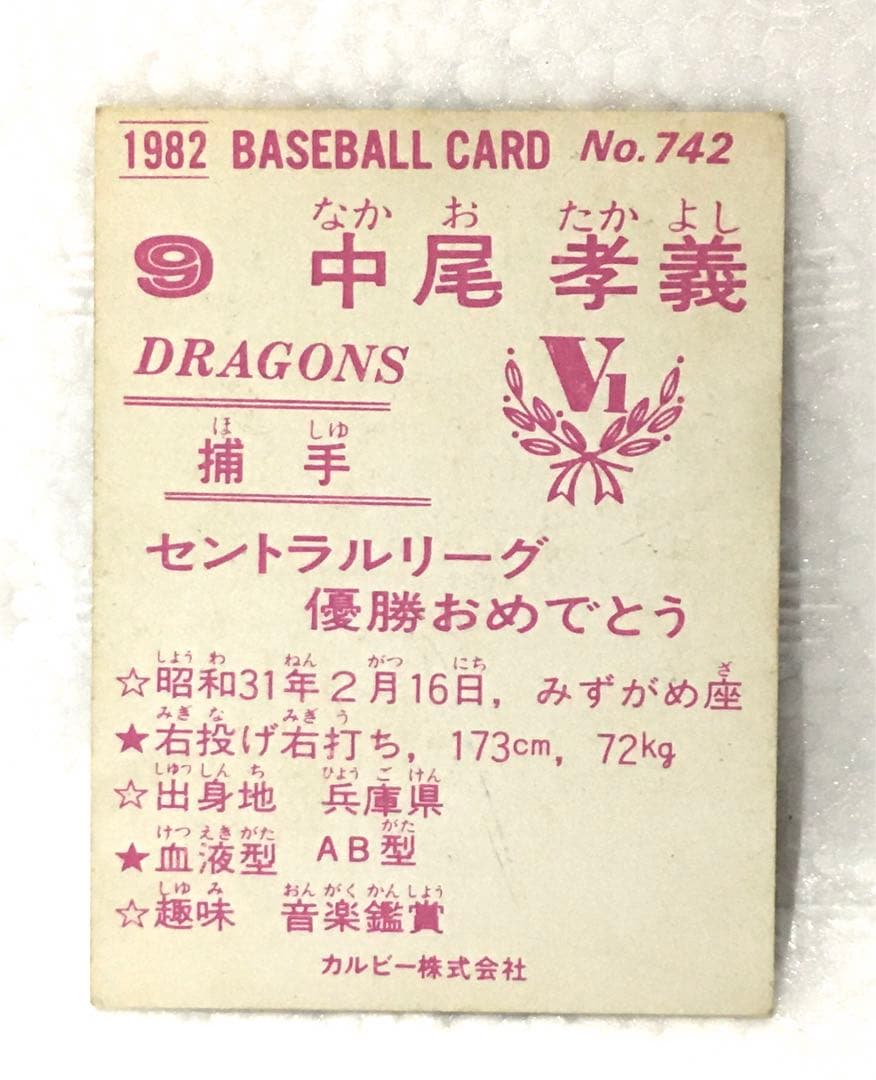 1982 BASEBALL CARD No.742
なか お たか よし
9 中尾 孝義
DRAGONS
V1
ほ しゅ
捕 手
セントラルリーグ
優勝おめでとう
しょう わ ねん がつ にち ざ
☆昭和31年2月16日, みずがめ座
みぎ な みぎ う
★右投げ右打ち, 173cm, 72kg
しゅっ しん ち ひょう ご けん
☆出身地 兵庫県
けつ えき がた がた
★血液型 AB型
しゅ み おん がく かん しょう
☆趣味 音楽鑑賞
カルビー株式会社